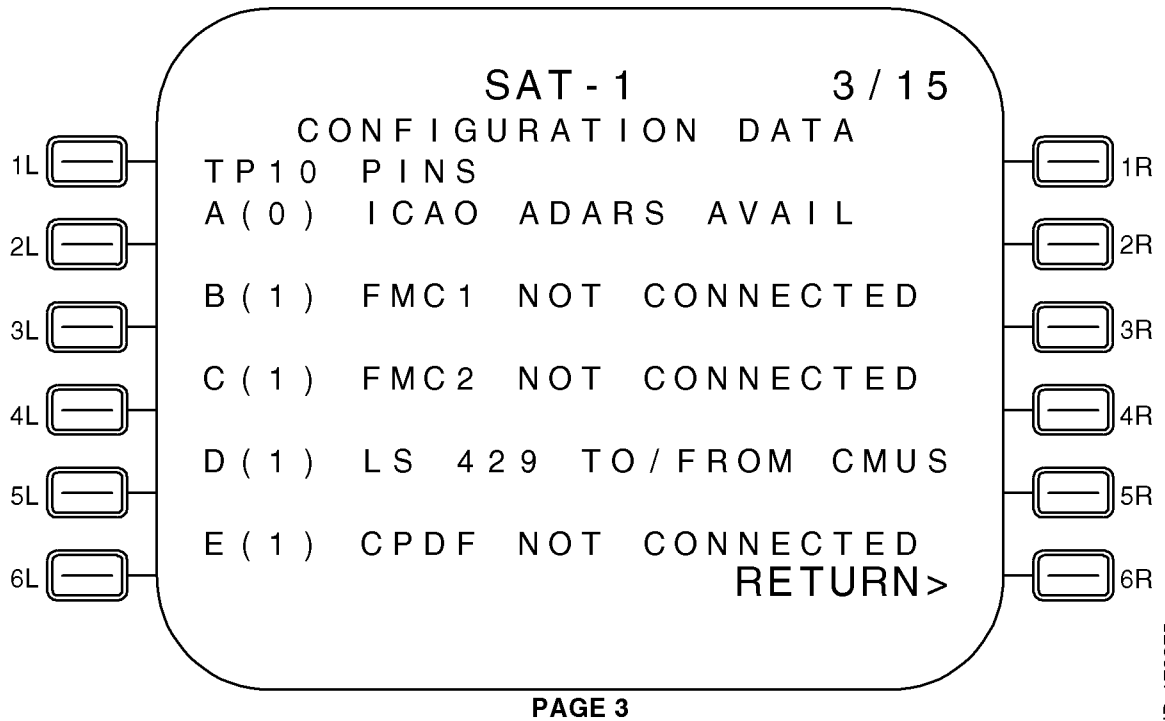 SAT-1 3/15
CONFIGURATION DATA
1L TP10 PINS 1R
A(0) ICAO ADARS AVAIL
2L 2R
B(1) FMC1 NOT CONNECTED
3L 3R
C(1) FMC2 NOT CONNECTED
4L 4R
D(1) LS 429 TO/FROM CMUS
5L 5R
E(1) CPDF NOT CONNECTED
6L RETURN> 6R
PAGE 3